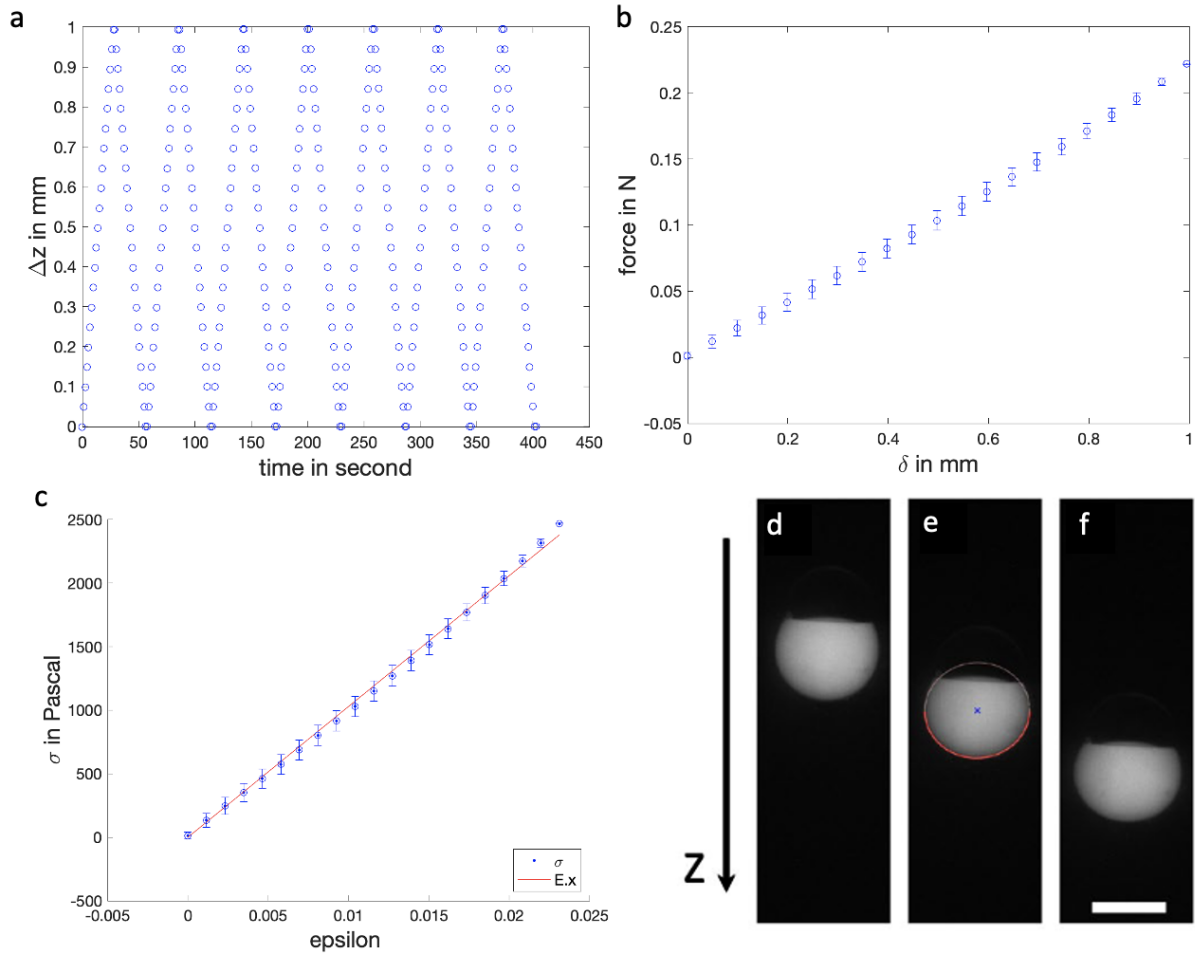 a
1
0.9
0.8
0.7
0.6
0.5
0.4
0.3
0.2
0.1
0
Δz in mm
0 50 100 150 200 250 300 350 400 450
time in second
b
0.25
0.2
0.15
0.1
0.05
0
-0.05
force in N
0 0.2 0.4 0.6 0.8 1
δ in mm
c
2500
2000
1500
1000
500
0
-500
σ in Pascal
-0.005 0 0.005 0.01 0.015 0.02 0.025
epsilon
σ
E.x
d e f
Z